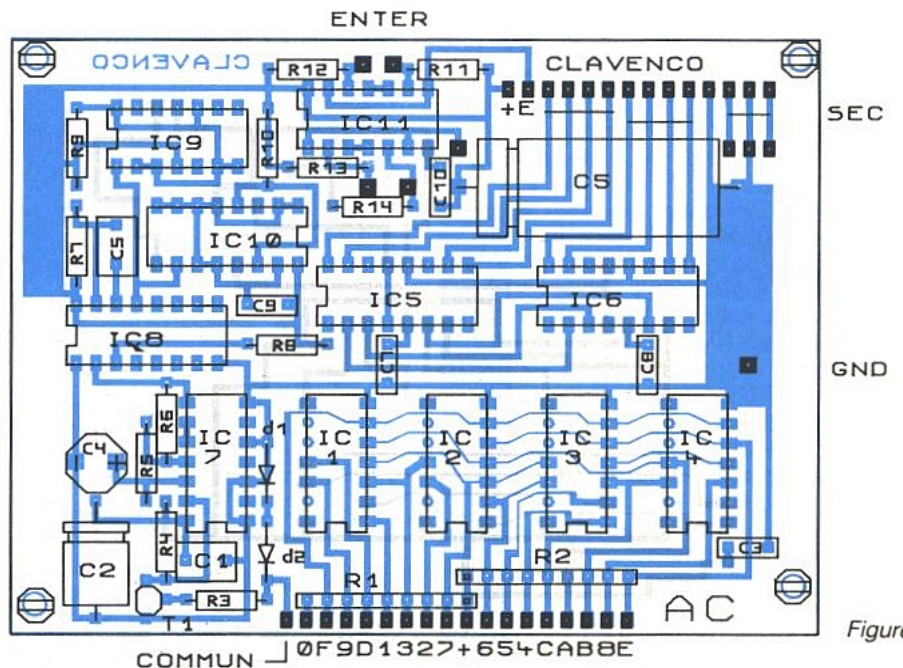 ENTER
CLAVENCO
R12
R11
CLAVENCO
+E
SEC
R9
IC9
R10
IC11
R13
C10
C5
R14
R7
C5
IC10
IC5
IC6
C9
IC8
R8
C7
C8
GND
R6
IC
7
d1
IC
1
IC
2
IC
3
IC
4
C4
R5
R4
C1
d2
C3
C2
R1
R2
R3
T1
AC
COMMUN
0F9D1327+654CAB8E
Figure